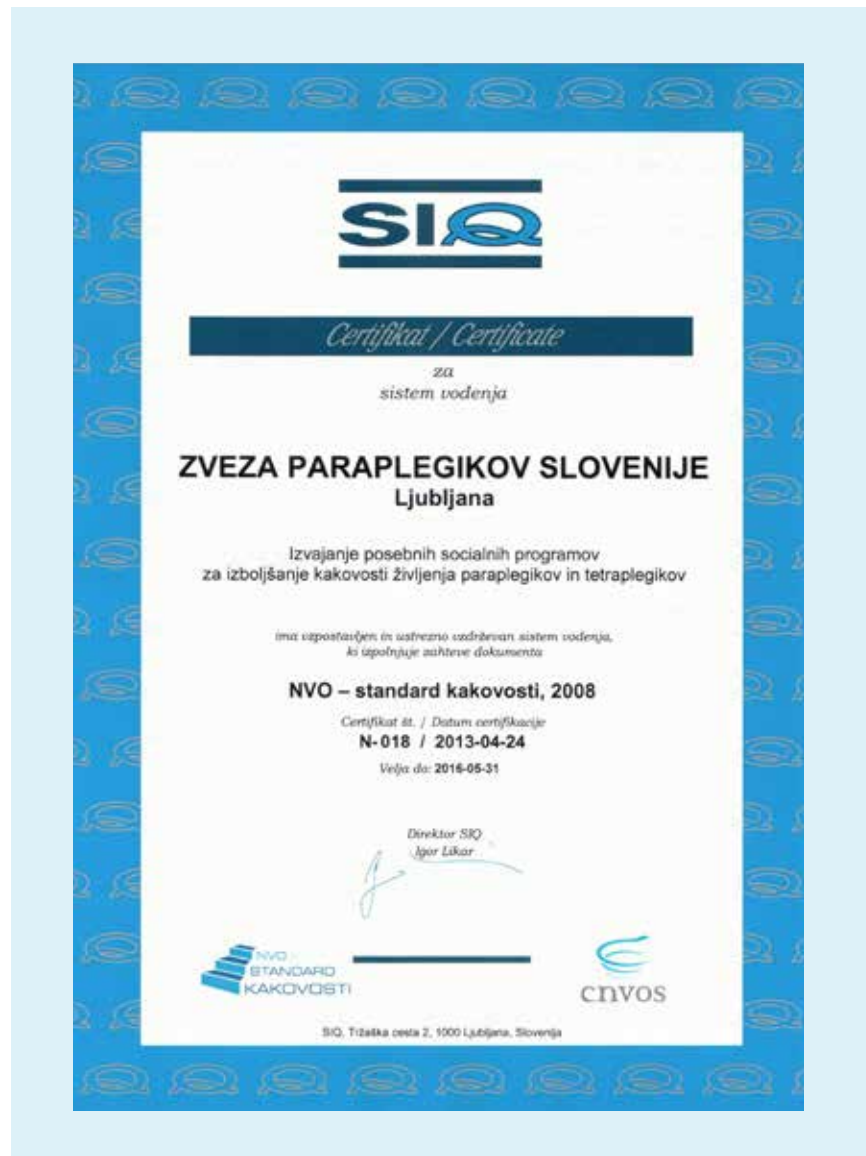 SIQ
Certifikat / Certificate
za
sistem vodenja
ZVEZA PARAPLEGIKOV SLOVENIJE
Ljubljana
Izvajanje posebnih socialnih programov
za izboljšanje kakovosti življenja paraplegikov in tetraplegikov
ima vzpostavljen in ustrezno vzdrževan sistem vodenja,
ki izpolnjuje zahteve dokumenta
NVO – standard kakovosti, 2008
Certifikat št. / Datum certifikacije
N-018 / 2013-04-24
Velja do: 2016-05-31
Direktor SIQ
Igor Likar
NVO -
STANDARD
KAKOVOSTI
cnvos
SIQ, Tržaška cesta 2, 1000 Ljubljana, Slovenija